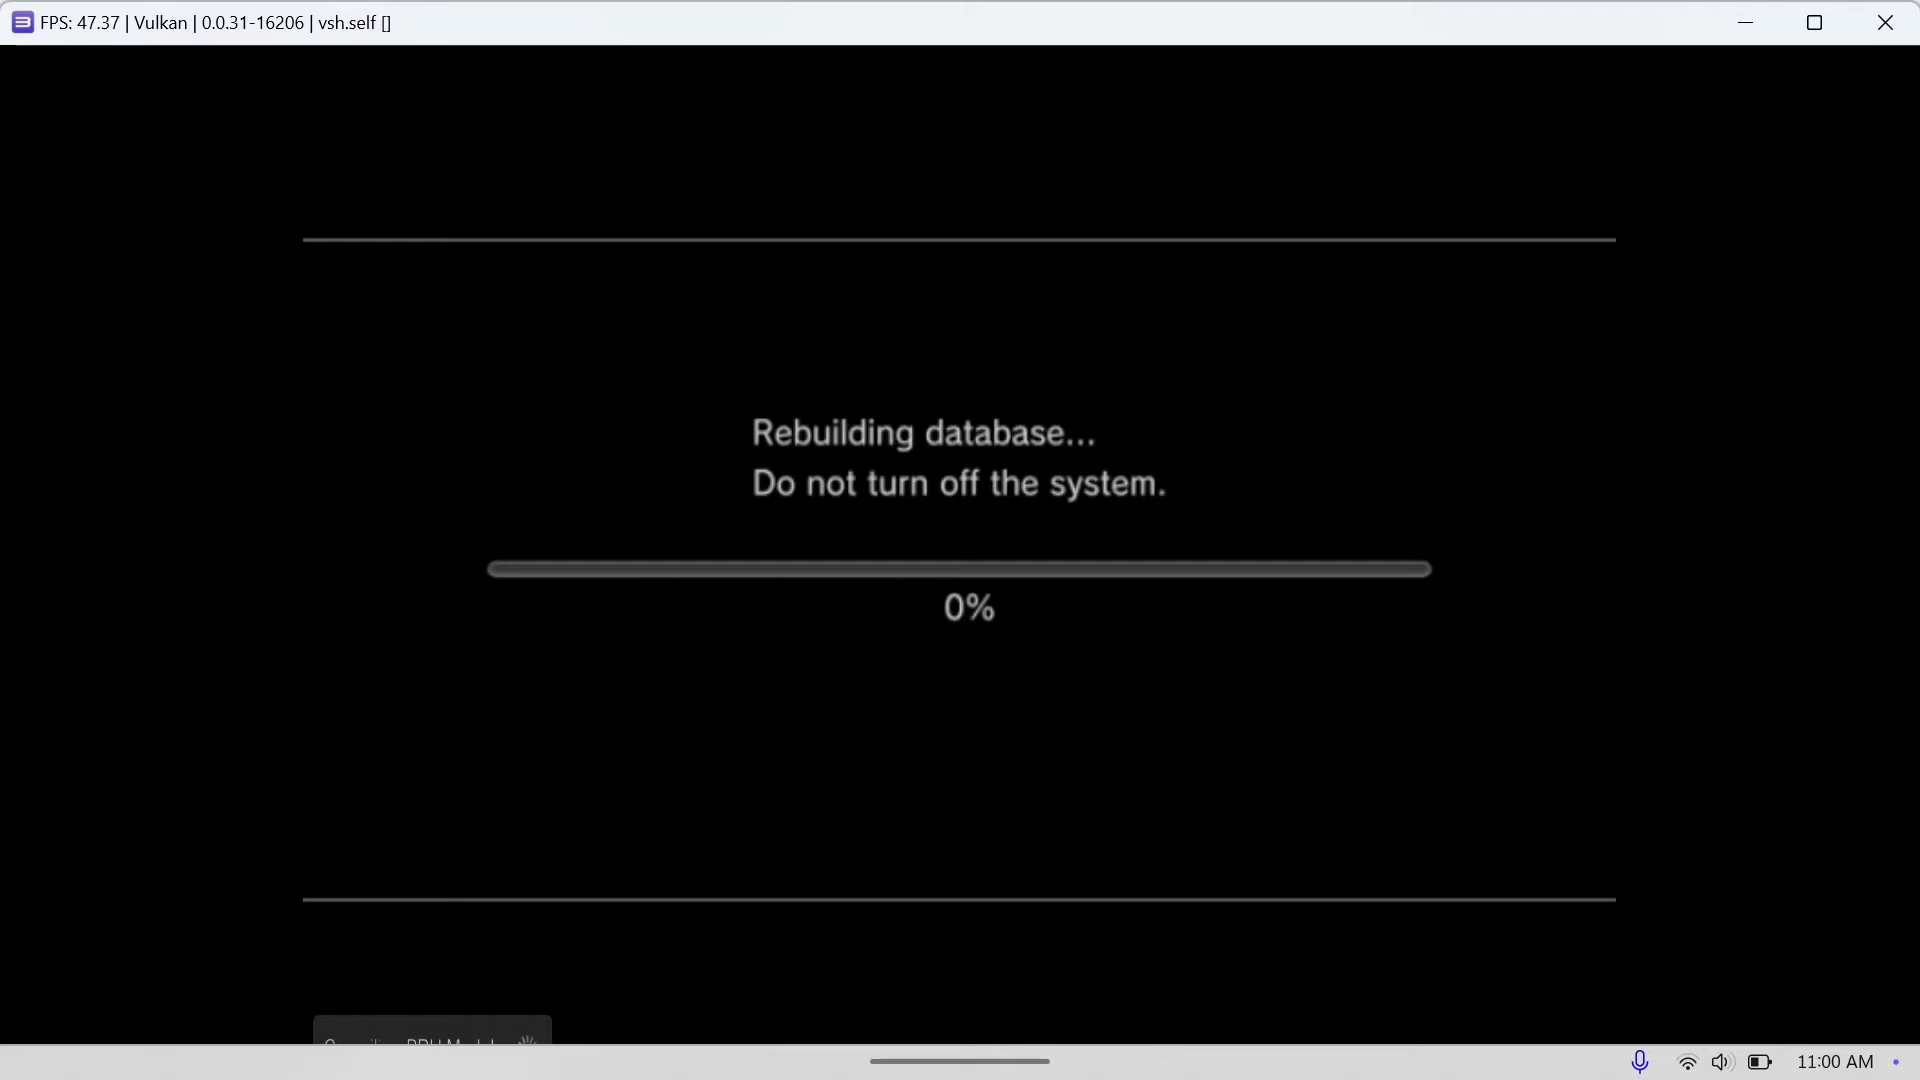 FPS: 47.37 | Vulkan | 0.0.31-16206 | vsh.self []
Rebuilding database...
Do not turn off the system.
0%
11:00 AM